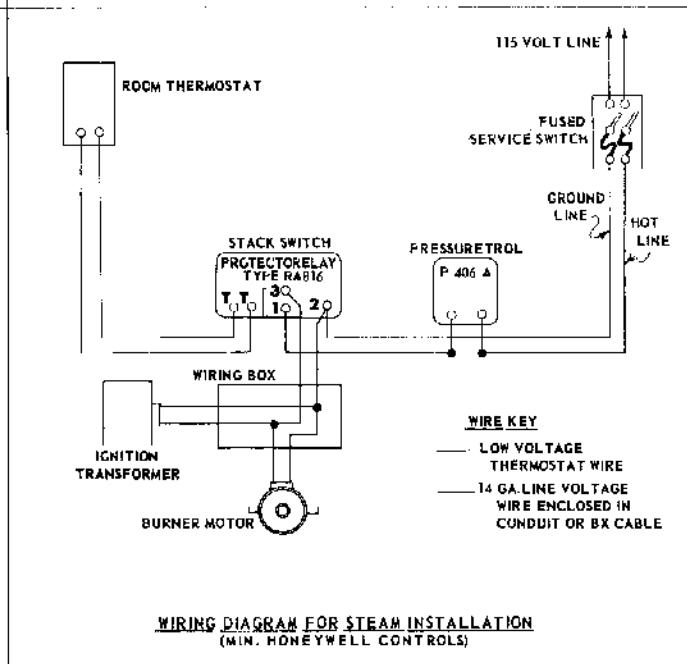 115 VOLT LINE
ROOM THERMOSTAT
FUSED
SERVICE SWITCH
GROUND
LINE
HOT
LINE
STACK SWITCH
PROTECTORELAY
TYPE RA816
T T 3 1 2
PRESSURETROL
P 406 A
WIRING BOX
IGNITION
TRANSFORMER
BURNER MOTOR
WIRE KEY
LOW VOLTAGE
THERMOSTAT WIRE
14 GA. LINE VOLTAGE
WIRE ENCLOSED IN
CONDUIT OR BX CABLE
WIRING DIAGRAM FOR STEAM INSTALLATION
(MIN. HONEYWELL CONTROLS)